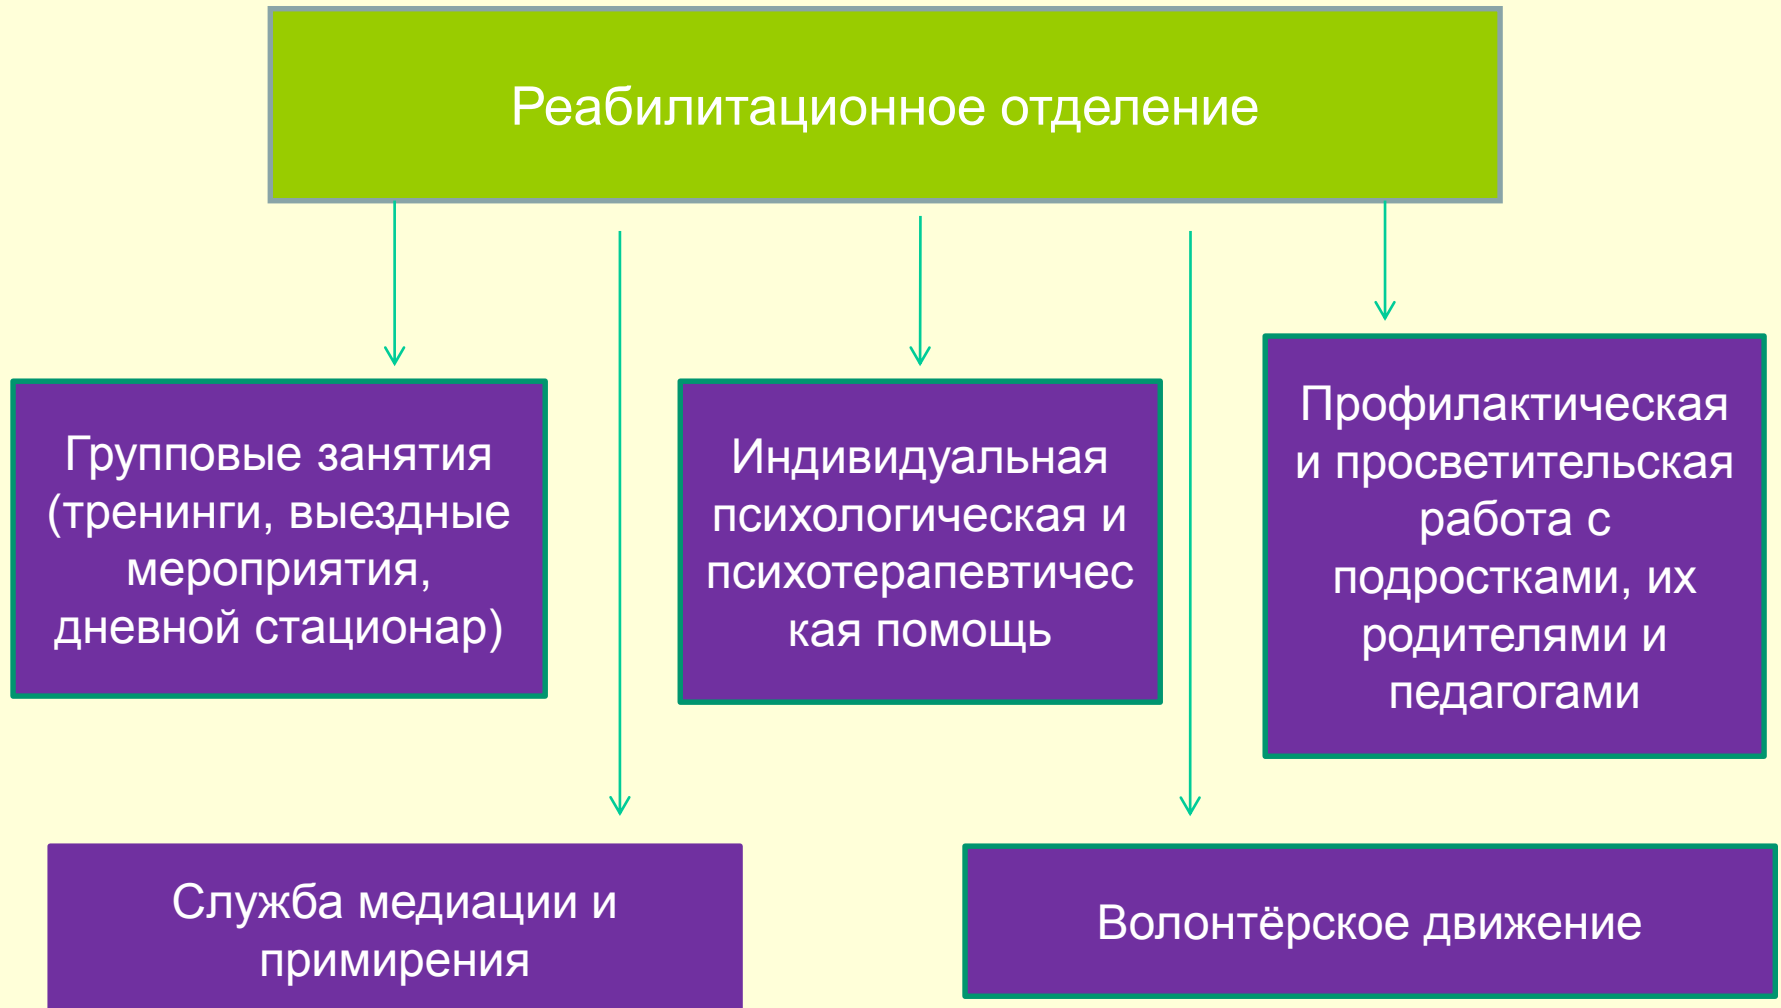 Реабилитационное отделение
Групповые занятия
(тренинги, выездные
мероприятия,
дневной стационар)
Индивидуальная
психологическая и
психотерапевтичес
кая помощь
Профилактическая
и просветительская
работа с
подростками, их
родителями и
педагогами
Служба медиации и
примирения
Волонтёрское движение